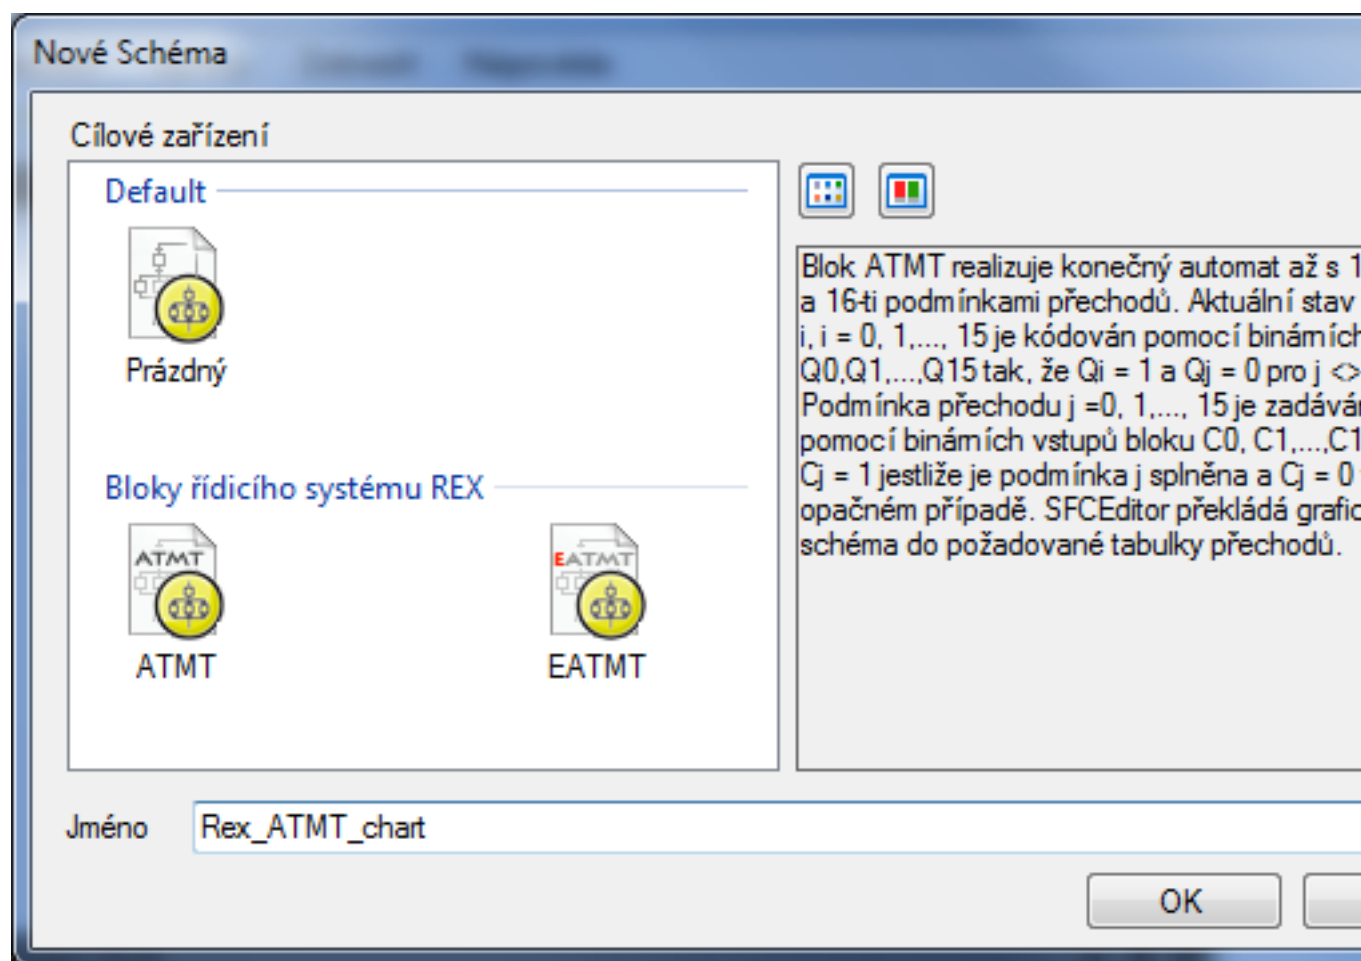 Nové Schéma
Cílové zařízení
Default
Prázdný
Bloky řídicího systému REX
ATMT
ATMT
EATMT
EATMT
Blok ATMT realizuje konečný automat až s 1
a 16-ti podmínkami přechodů. Aktuální stav
i, i = 0, 1,..., 15 je kódován pomocí binárních
Q0,Q1,...,Q15 tak, že Qi = 1 a Qj = 0 pro j <>
Podmínka přechodu j =0, 1,..., 15 je zadáván
pomocí binárních vstupů bloku C0, C1,...,C1
Cj = 1 jestliže je podmínka j splněna a Cj = 0
opačném případě. SFCEditor překládá grafic
schéma do požadované tabulky přechodů.
Jméno
Rex_ATMT_chart
OK